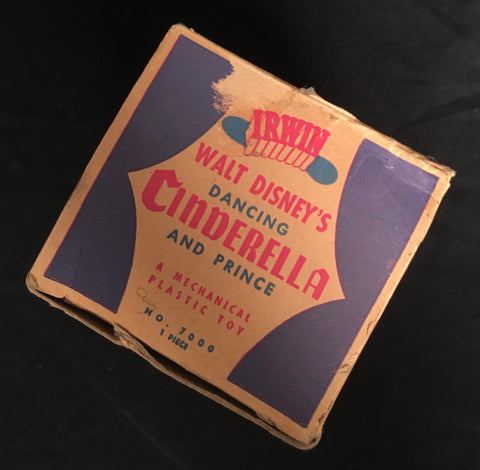 IRWIN
WALT DISNEY'S
DANCING
CINDERELLA
AND PRINCE
A MECHANICAL
PLASTIC TOY
NO. 7000
1 PIECE